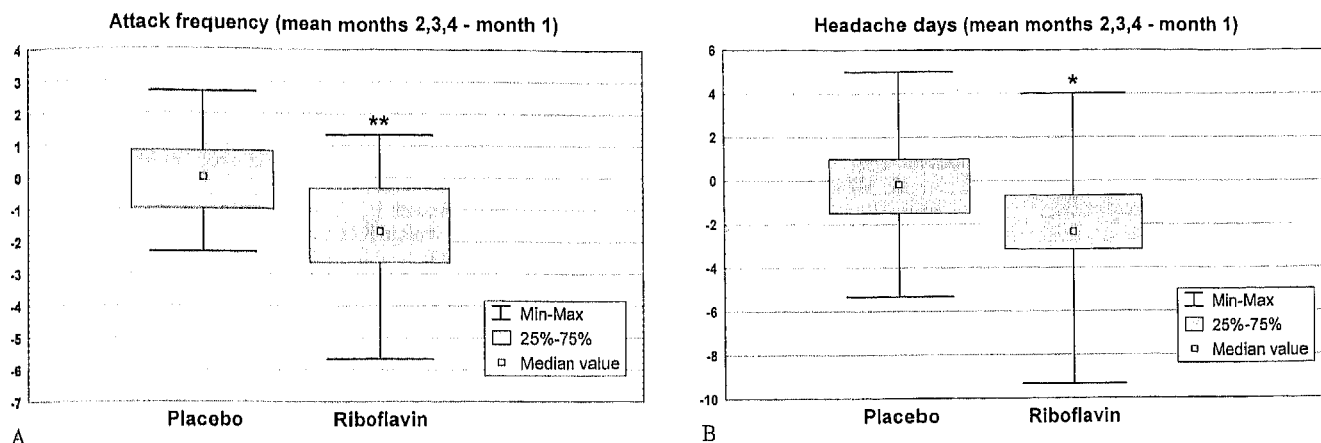 Attack frequency (mean months 2,3,4 - month 1)
4
3
2
1
0
-1
-2
-3
-4
-5
-6
-7
**
Min-Max
25%-75%
Median value
Placebo Riboflavin
A
Headache days (mean months 2,3,4 - month 1)
6
4
2
0
-2
-4
-6
-8
-10
*
Min-Max
25%-75%
Median value
Placebo Riboflavin
B